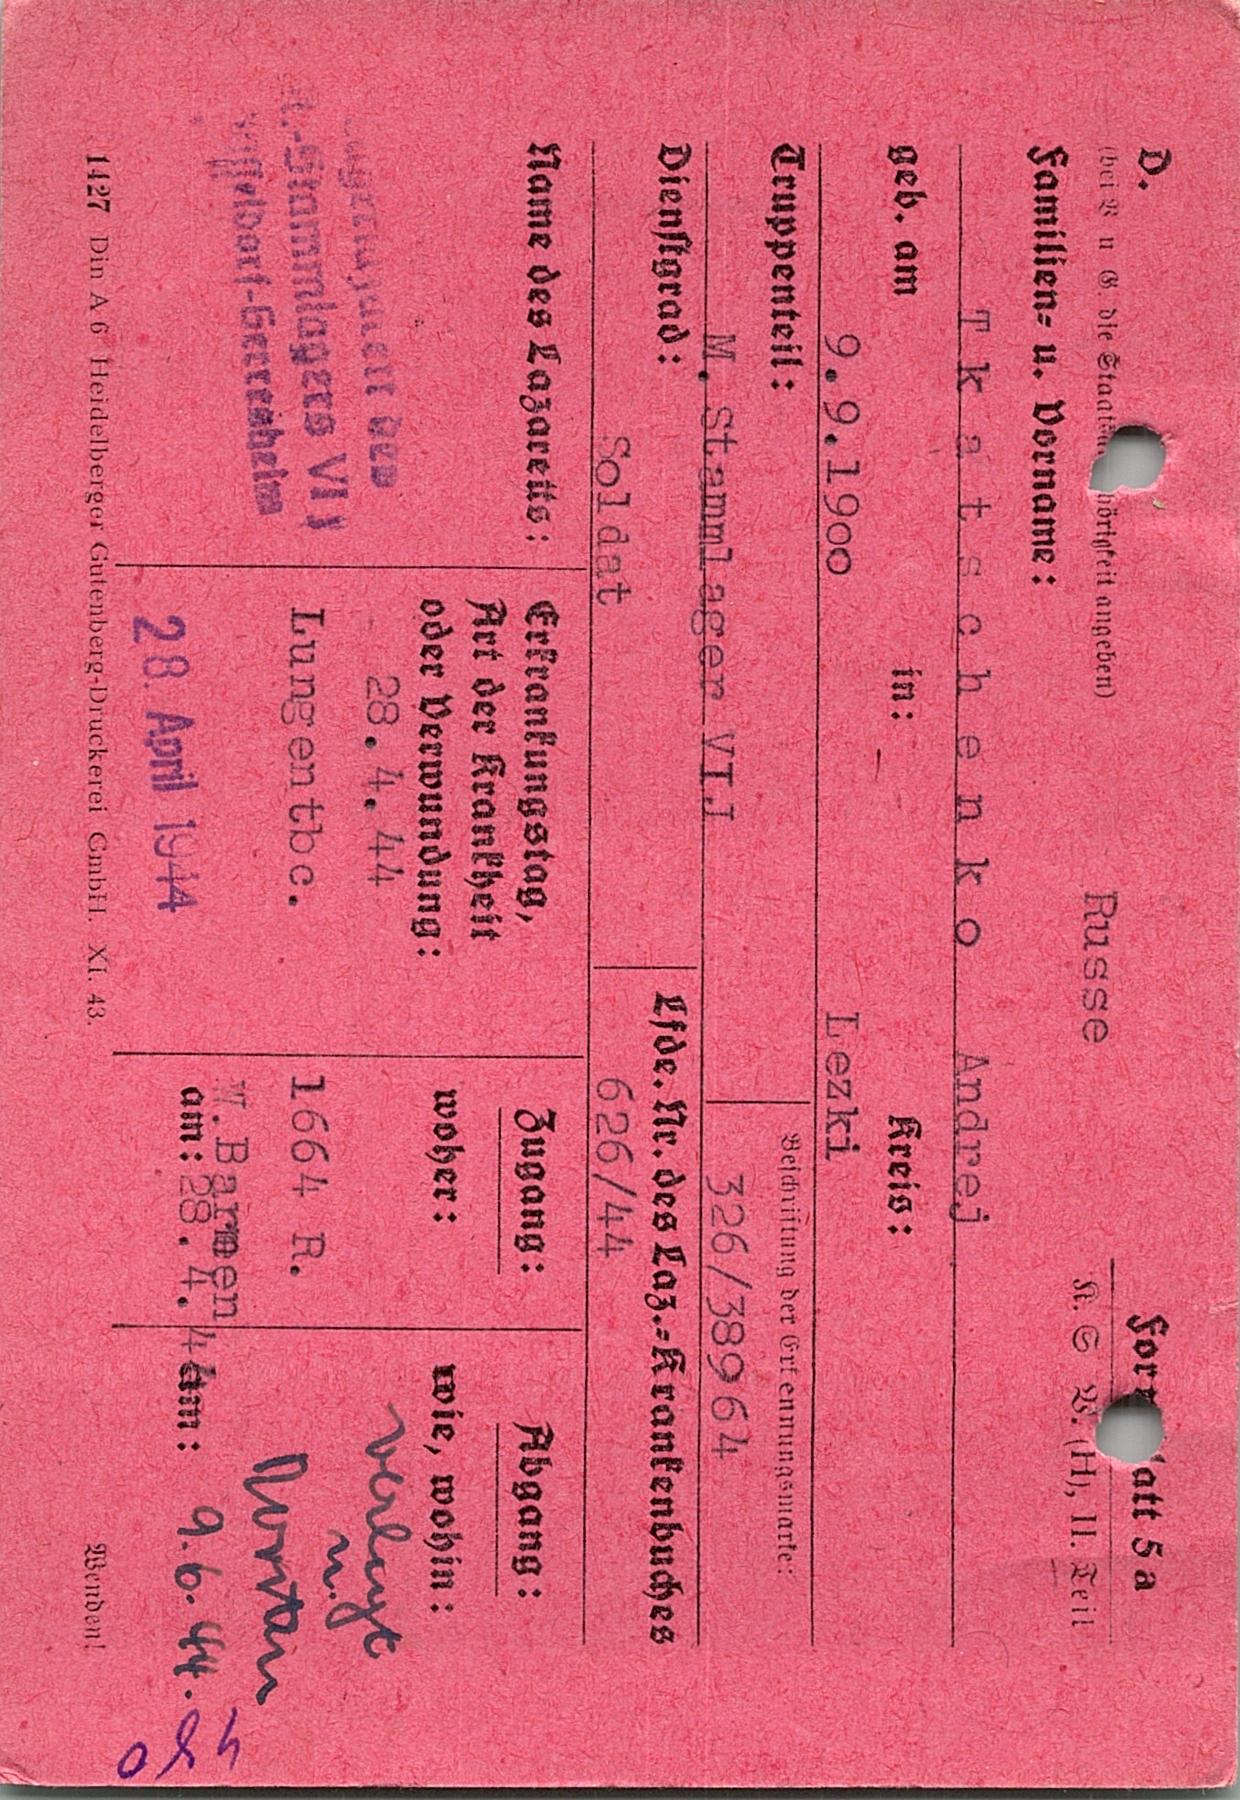 D.
Formblatt 5a
(bei V u G. die Staatsangehörigkeit angeben)
Russe
K. S V. (H), II. Teil
Familien- u. Vorname:
Tkatschenko Andrej
geb. am in: Kreis:
9.9.1900 Lezki
Truppenteil:
Beschriftung der Erkennungsmarke:
M. Stammlager VIJ
326/38964
Dienstgrad:
Lfde. Nr. des Laz.-Krankenbuches
Soldat
626/44
Name des Lazaretts:
des
-Stammlagers VI J
-Gerresheim
Erkrankungstag,
Art der Krankheit
oder Verwundung:
28.4.44
Lungentbc.
28. April 1944
Zugang:
woher:
1664 R.
W.Barmen
am: 28.4.44
Abgang:
wie, wohin:
verlegt
n.
am: 9.6.44.
480
1427 Din A 6 Heidelberger Gutenberg-Druckerei GmbH. XI. 43.
Wenden!